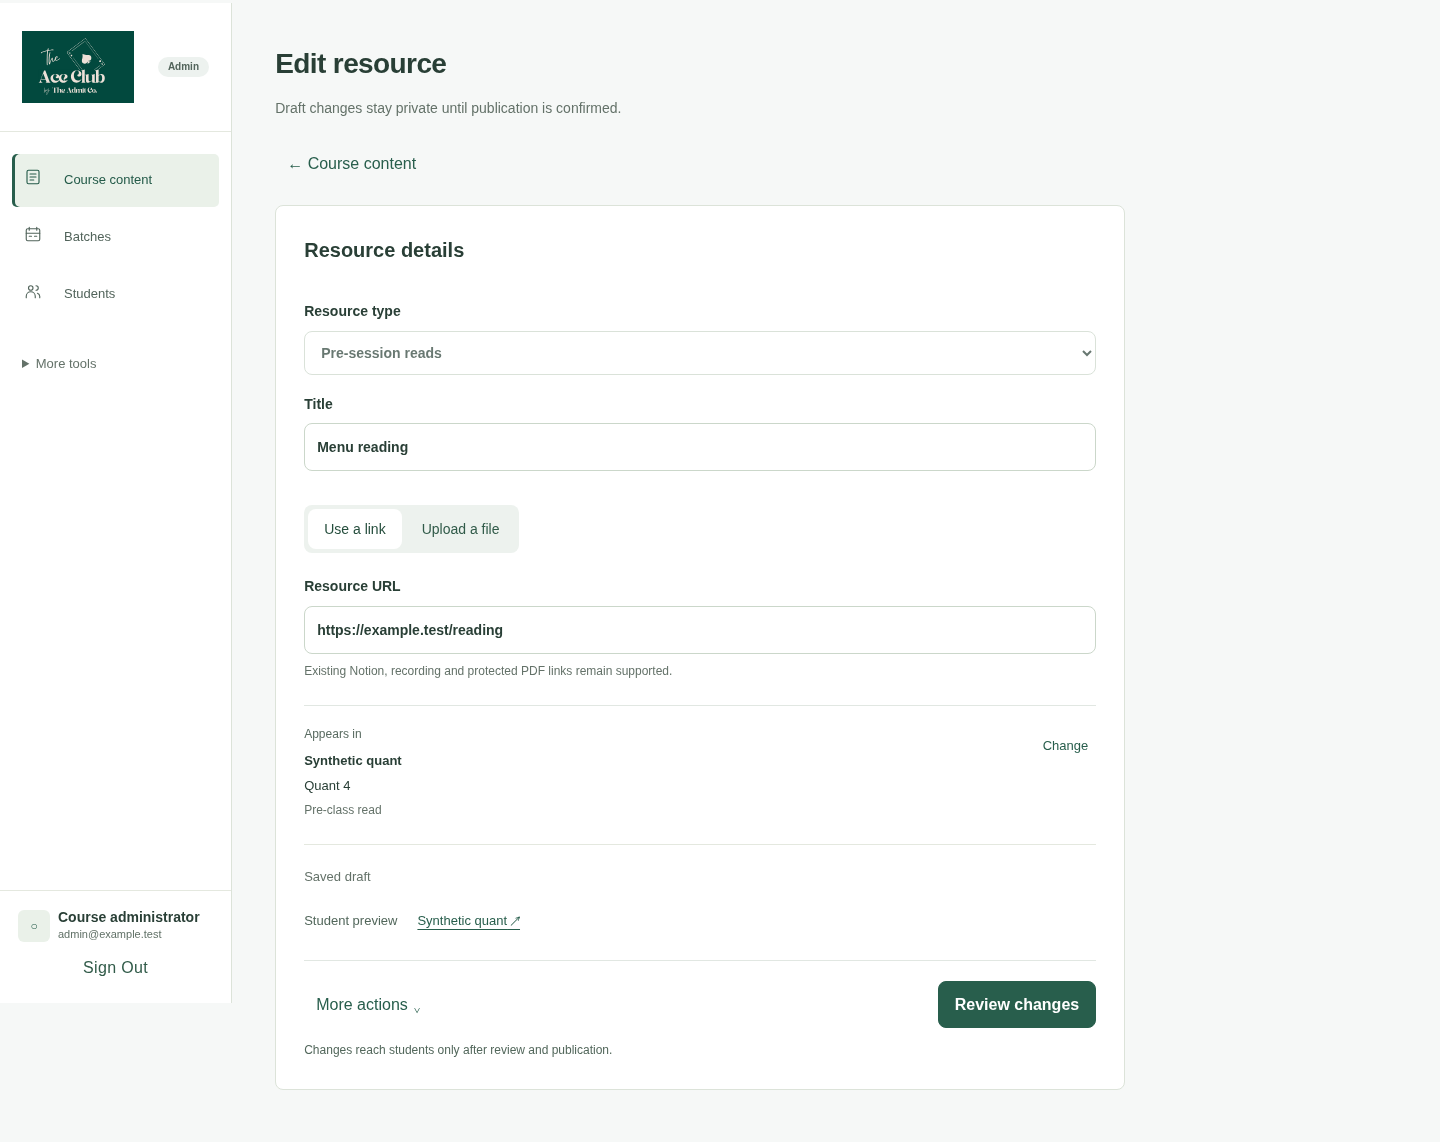 The
Ace Club
by The Admit Co.
Admin
Course content
Batches
Students
More tools
Course administrator
admin@example.test
Sign Out
Edit resource
Draft changes stay private until publication is confirmed.
← Course content
Resource details
Resource type
Pre-session reads
Title
Menu reading
Use a link
Upload a file
Resource URL
https://example.test/reading
Existing Notion, recording and protected PDF links remain supported.
Appears in
Change
Synthetic quant
Quant 4
Pre-class read
Saved draft
Student preview Synthetic quant ↗
More actions
Review changes
Changes reach students only after review and publication.